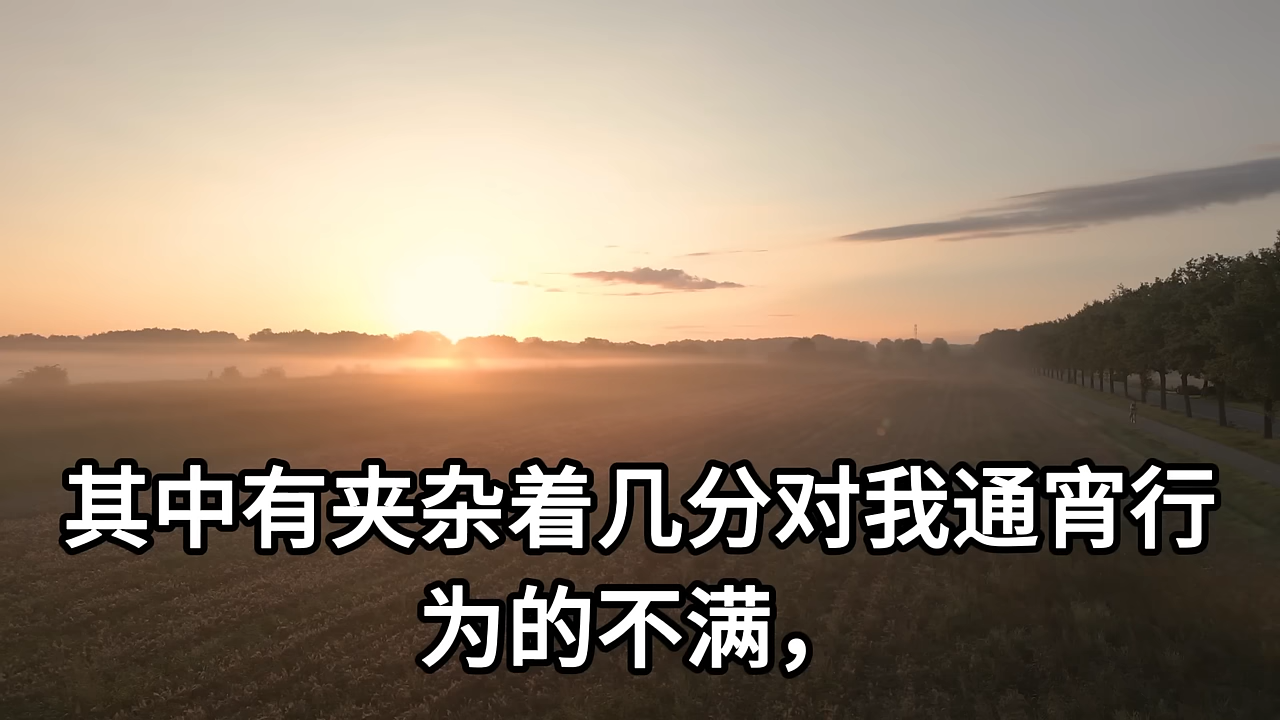 其中有夹杂着几分对我通宵行
为的不满，